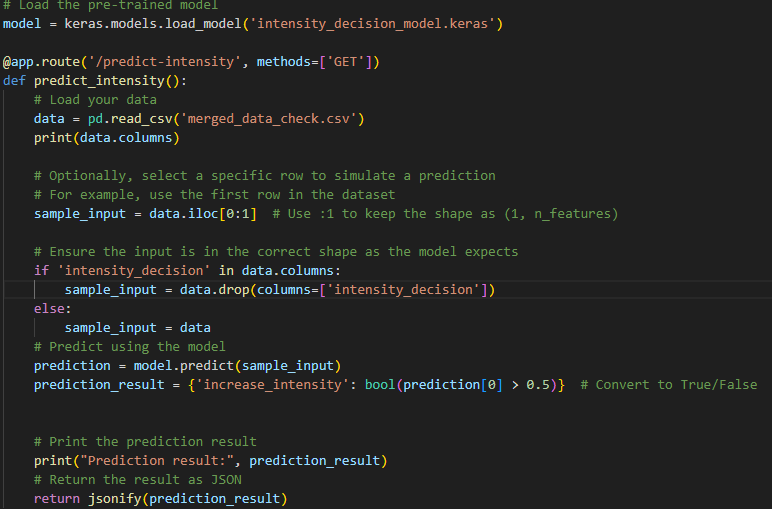 # Load the pre-trained model
model = keras.models.load_model('intensity_decision_model.keras')
@app.route('/predict-intensity', methods=['GET'])
def predict_intensity():
    # Load your data
    data = pd.read_csv('merged_data_check.csv')
    print(data.columns)
    # Optionally, select a specific row to simulate a prediction
    # For example, use the first row in the dataset
    sample_input = data.iloc[0:1]  # Use :1 to keep the shape as (1, n_features)
    # Ensure the input is in the correct shape as the model expects
    if 'intensity_decision' in data.columns:
        sample_input = data.drop(columns=['intensity_decision'])
    else:
        sample_input = data
    # Predict using the model
    prediction = model.predict(sample_input)
    prediction_result = {'increase_intensity': bool(prediction[0] > 0.5)}  # Convert to True/False
    # Print the prediction result
    print("Prediction result:", prediction_result)
    # Return the result as JSON
    return jsonify(prediction_result)